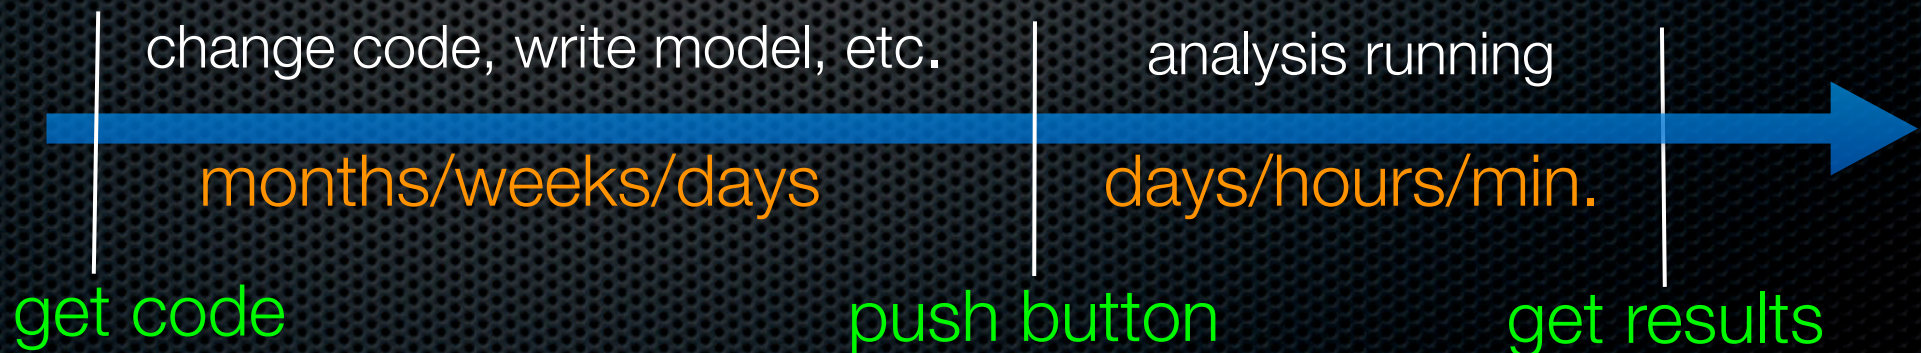 change code, write model, etc.
analysis running
months/weeks/days
days/hours/min.
get code
push button
get results